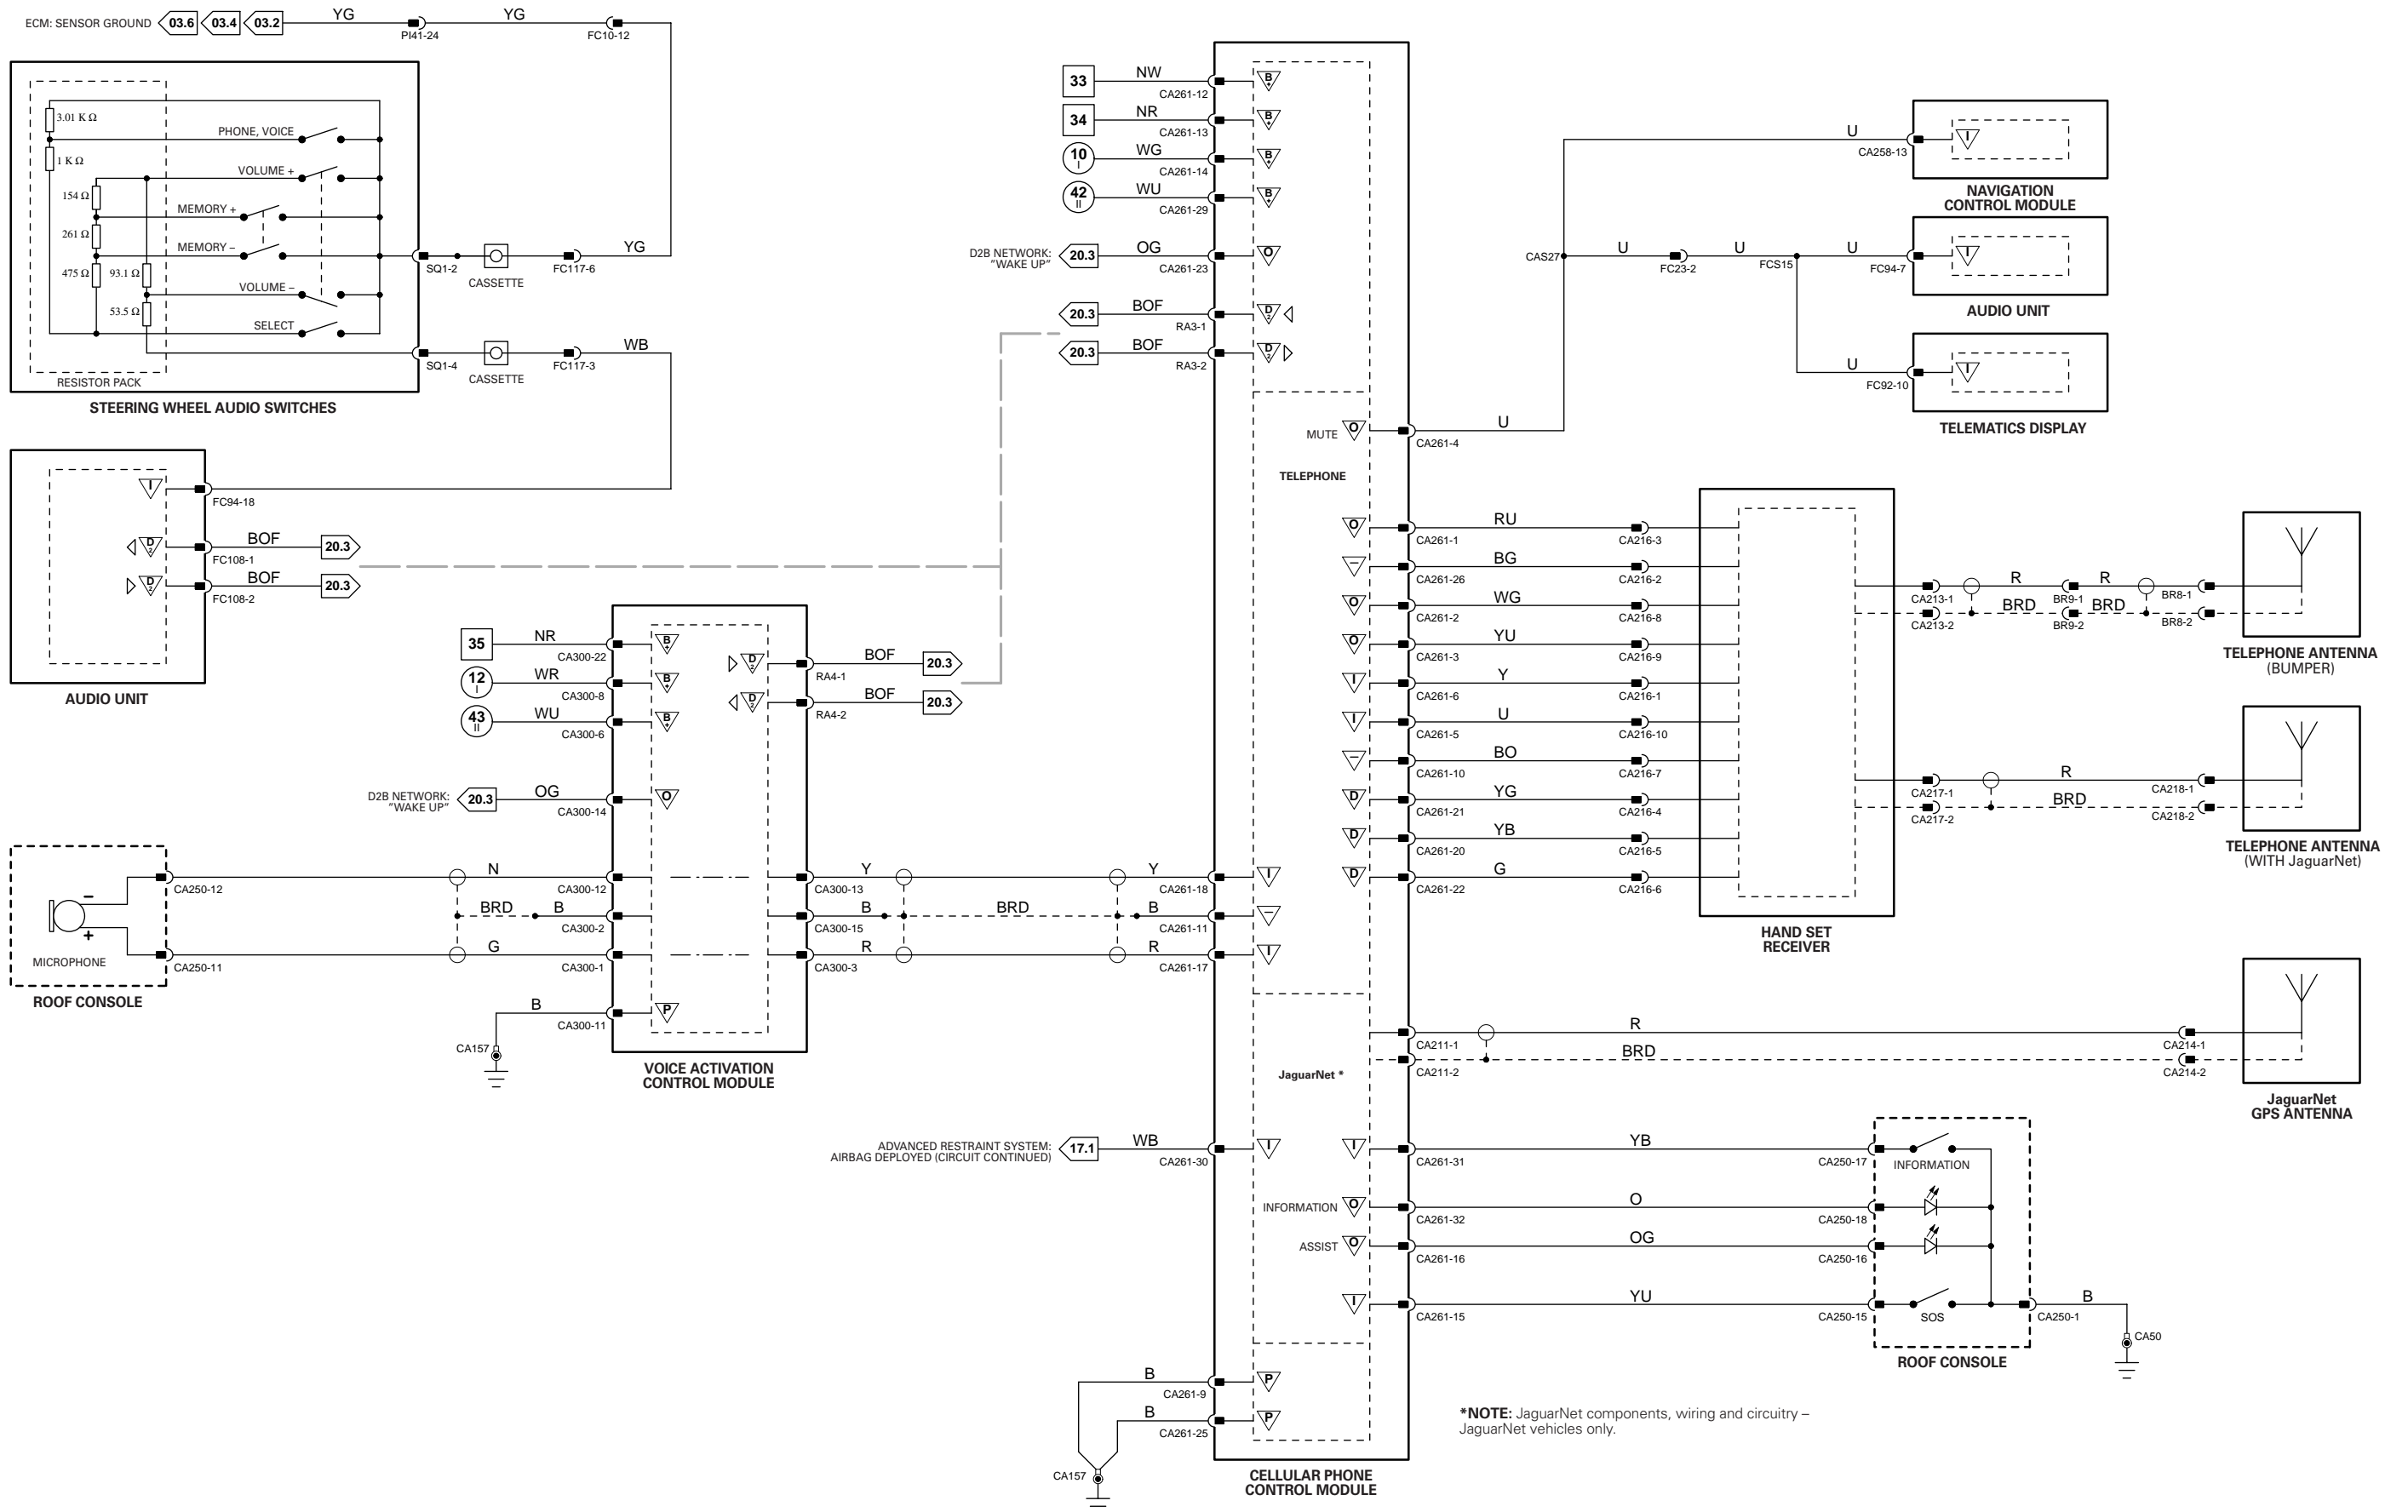 ECM: SENSOR GROUND 03.6 03.4 03.2 YG PI41-24 YG FC10-12
3.01 K Ω
1 K Ω
154 Ω
261 Ω
475 Ω
93.1 Ω
53.5 Ω
PHONE, VOICE
VOLUME +
MEMORY +
MEMORY –
VOLUME –
SELECT
RESISTOR PACK
STEERING WHEEL AUDIO SWITCHES
SQ1-2 CASSETTE FC117-6 YG
SQ1-4 CASSETTE FC117-3 WB
I FC94-18
D2 FC108-1 BOF 20.3
D2 FC108-2 BOF 20.3
AUDIO UNIT
35 NR CA300-22 B+
12 I WR CA300-8 B+
43 II WU CA300-6 B+
D2B NETWORK:
"WAKE UP"
20.3 OG CA300-14 O
D2 RA4-1 BOF 20.3
D2 RA4-2 BOF 20.3
– CA250-12 N CA300-12 CA300-13 Y Y CA261-18 I
BRD B CA300-2 CA300-15 B BRD B CA261-11 –
+ CA250-11 G CA300-1 CA300-3 R R CA261-17 I
MICROPHONE
ROOF CONSOLE
B CA300-11 P
CA157
VOICE ACTIVATION
CONTROL MODULE
33 NW CA261-12 B+
34 NR CA261-13 B+
10 I WG CA261-14 B+
42 II WU CA261-29 B+
D2B NETWORK:
"WAKE UP"
20.3 OG CA261-23 O
20.3 BOF RA3-1 D2
20.3 BOF RA3-2 D2
MUTE O CA261-4 U
TELEPHONE
CAS27
U CA258-13 I
NAVIGATION
CONTROL MODULE
U FC23-2 U FCS15 U FC94-7 I
AUDIO UNIT
U FC92-10 I
TELEMATICS DISPLAY
O CA261-1 RU CA216-3
– CA261-26 BG CA216-2
O CA261-2 WG CA216-8
O CA261-3 YU CA216-9
I CA261-6 Y CA216-1
I CA261-5 U CA216-10
– CA261-10 BO CA216-7
D CA261-21 YG CA216-4
D CA261-20 YB CA216-5
D CA261-22 G CA216-6
HAND SET
RECEIVER
CA213-1 R BR9-1 R BR8-1
CA213-2 BRD BR9-2 BRD BR8-2
TELEPHONE ANTENNA
(BUMPER)
CA217-1 R CA218-1
CA217-2 BRD CA218-2
TELEPHONE ANTENNA
(WITH JaguarNet)
CA211-1 R CA214-1
CA211-2 BRD CA214-2
JaguarNet
GPS ANTENNA
JaguarNet *
ADVANCED RESTRAINT SYSTEM:
AIRBAG DEPLOYED (CIRCUIT CONTINUED)
17.1 WB CA261-30 I
I CA261-31 YB CA250-17 INFORMATION
INFORMATION O CA261-32 O CA250-18
ASSIST O CA261-16 OG CA250-16
I CA261-15 YU CA250-15 SOS CA250-1 B
CA50
ROOF CONSOLE
B CA261-9 P
B CA261-25 P
CA157
CELLULAR PHONE
CONTROL MODULE
*NOTE: JaguarNet components, wiring and circuitry –
JaguarNet vehicles only.